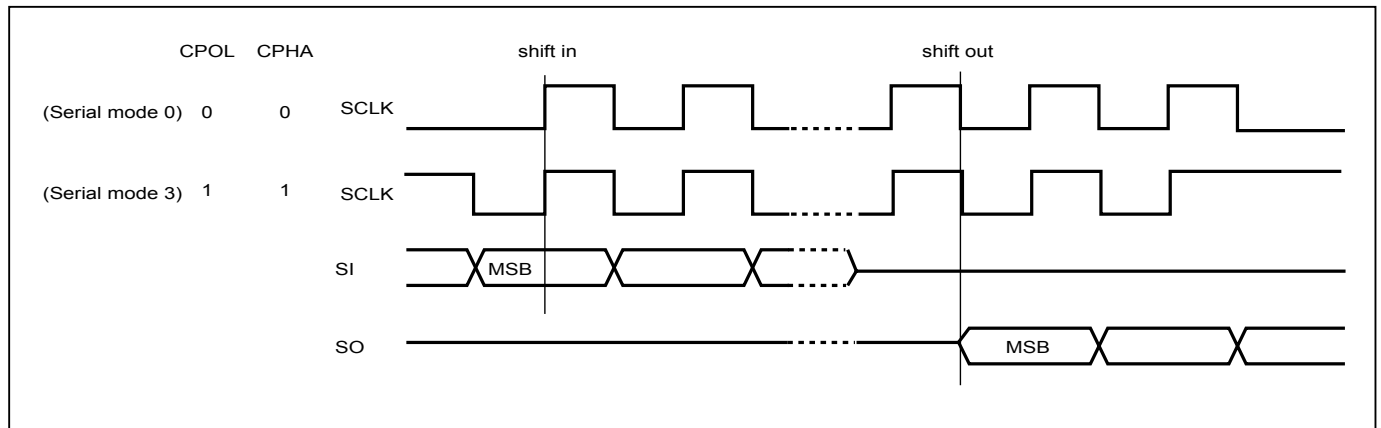 CPOL CPHA shift in shift out
(Serial mode 0) 0 0 SCLK
(Serial mode 3) 1 1 SCLK
SI MSB
SO MSB